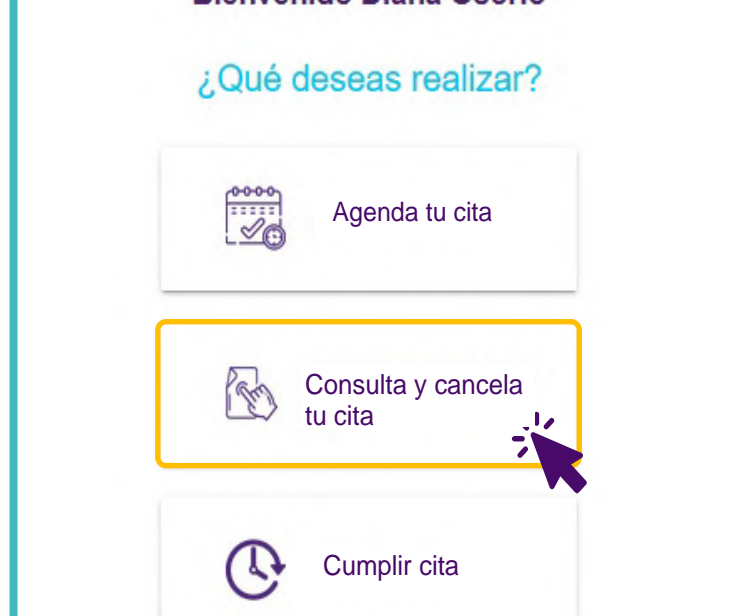 ¿Qué deseas realizar?
Agenda tu cita
Consulta y cancela
tu cita
Cumplir cita